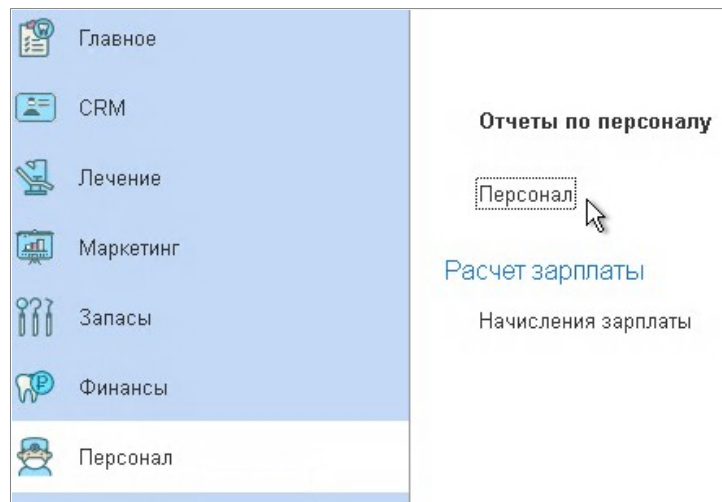 Главное
CRM
Лечение
Маркетинг
Запасы
Финансы
Персонал
Отчеты по персоналу
Персонал
Расчет зарплаты
Начисления зарплаты